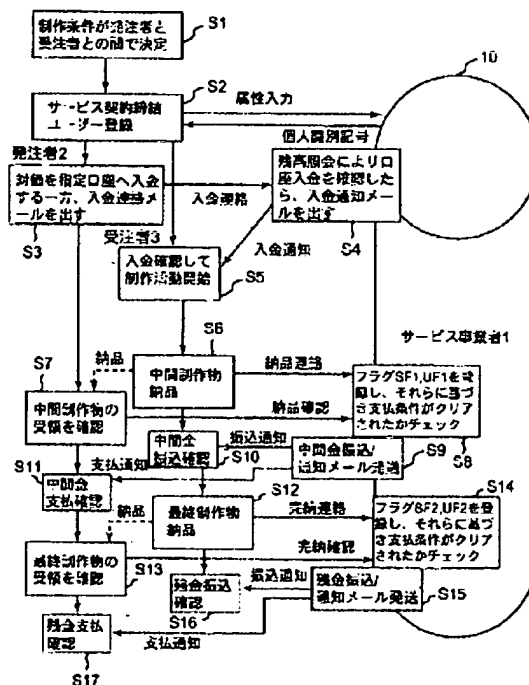 制作条件が発注者と
受注者との間で決定
S1
10
S2
サービス契約締結
ユーザー登録
属性入力
個人識別記号
発注者2
対価を指定口座へ入金
する一方、入金連絡メ
ールを出す
S3
入金連絡
残高照会により口
座入金を確認した
ら、入金通知メー
ルを出す
S4
受注者3
入金通知
入金確認して
制作活動開始
S5
S6
サービス事業者1
S7
納品
中間制作物
納品
納品連絡
フラグSF1,UF1を登
録し、それらに基づ
き支払条件がクリア
されたかチェック
S8
中間制作物の
受領を確認
納品確認
S11
支払通知
中間金
振込確認
S10
振込通知
中間金振込/
通知メール発送
S9
中間金
支払確認
S12
S14
納品
最終制作物
納品
完納連絡
フラグSF2,UF2を登
録し、それらに基づ
き支払条件がクリア
されたかチェック
最終制作物の
受領を確認
S13
完納確認
残金振込
確認
S16
振込通知
残金振込/
通知メール発送
S15
残金支払
確認
S17
支払通知